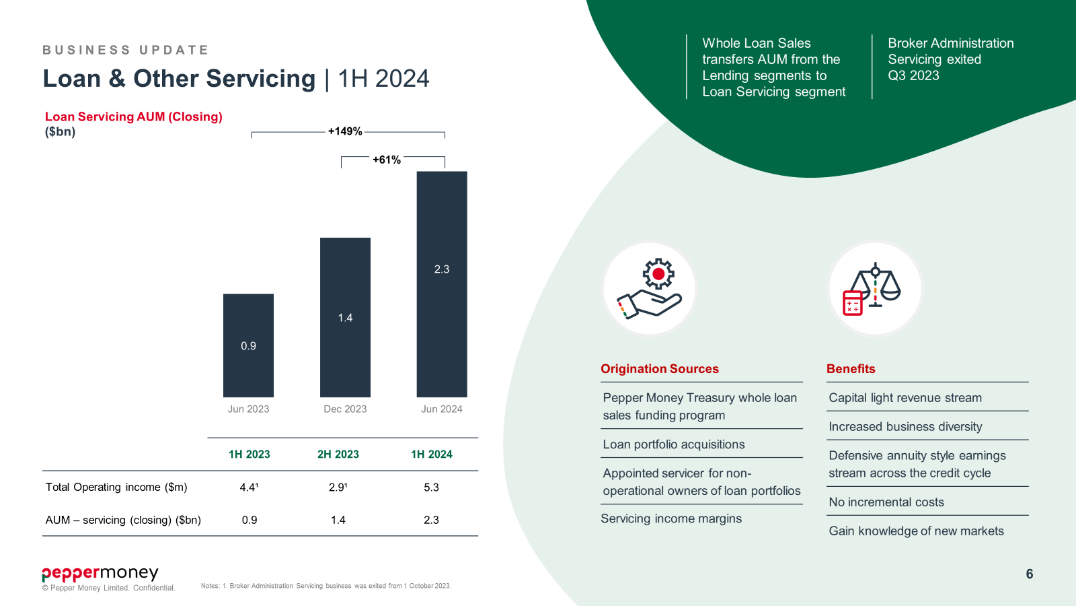 BUSINESS UPDATE
Loan & Other Servicing | 1H 2024
Whole Loan Sales
transfers AUM from the
Lending segments to
Loan Servicing segment
Broker Administration
Servicing exited
Q3 2023
Loan Servicing AUM (Closing)
($bn)
+149%
+61%
0.9
1.4
2.3
Jun 2023 Dec 2023 Jun 2024
1H 2023 2H 2023 1H 2024
Total Operating income ($m) 4.4¹ 2.9¹ 5.3
AUM – servicing (closing) ($bn) 0.9 1.4 2.3
Origination Sources
Pepper Money Treasury whole loan
sales funding program
Loan portfolio acquisitions
Appointed servicer for non-
operational owners of loan portfolios
Servicing income margins
Benefits
Capital light revenue stream
Increased business diversity
Defensive annuity style earnings
stream across the credit cycle
No incremental costs
Gain knowledge of new markets
peppermoney
© Pepper Money Limited. Confidential.
Notes: 1. Broker Administration Servicing business was exited from 1 October 2023.
6